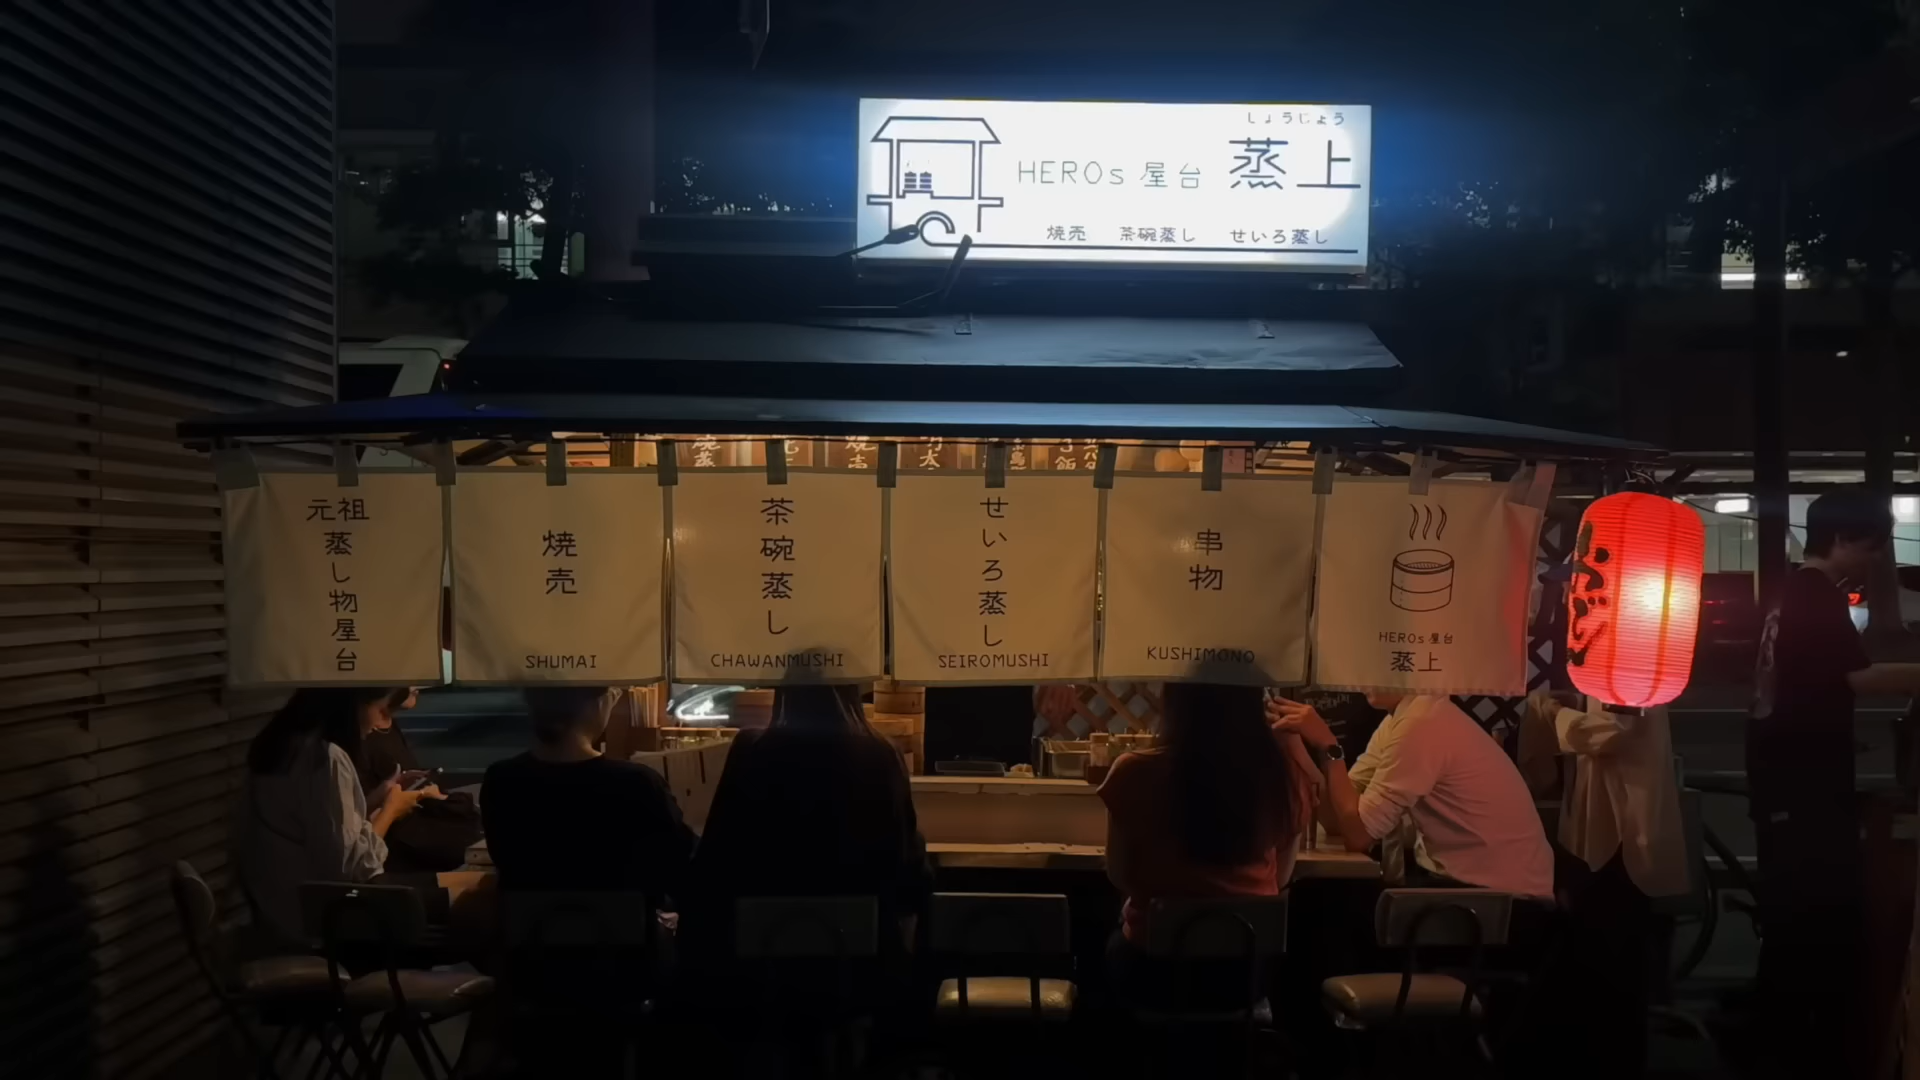 しょうじょう
HEROs 屋台 蒸上
焼売 茶碗蒸し せいろ蒸し
元祖
蒸し物屋台
焼売
SHUMAI
茶碗蒸し
CHAWANMUSHI
せいろ蒸し
SEIROMUSHI
串物
KUSHIMONO
HEROs 屋台
蒸上